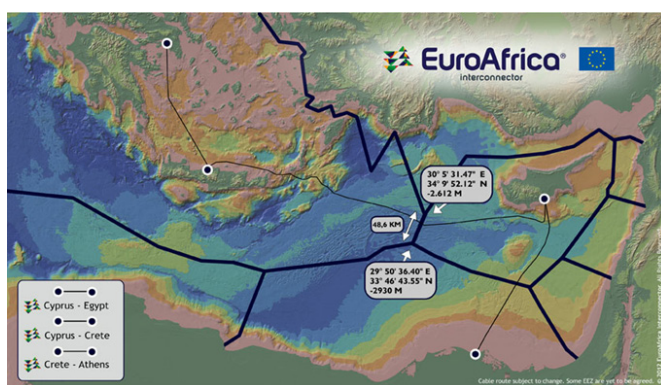 EuroAfrica®
interconnector
30° 5' 31.47" E
34° 9' 52.12" N
-2.612 M
48,6 KM
29° 50' 36.40" E
33° 46' 43.55" N
-2930 M
Cyprus - Egypt
Cyprus - Crete
Crete - Athens
Cable route subject to change. Some EEZ are yet to be agreed.